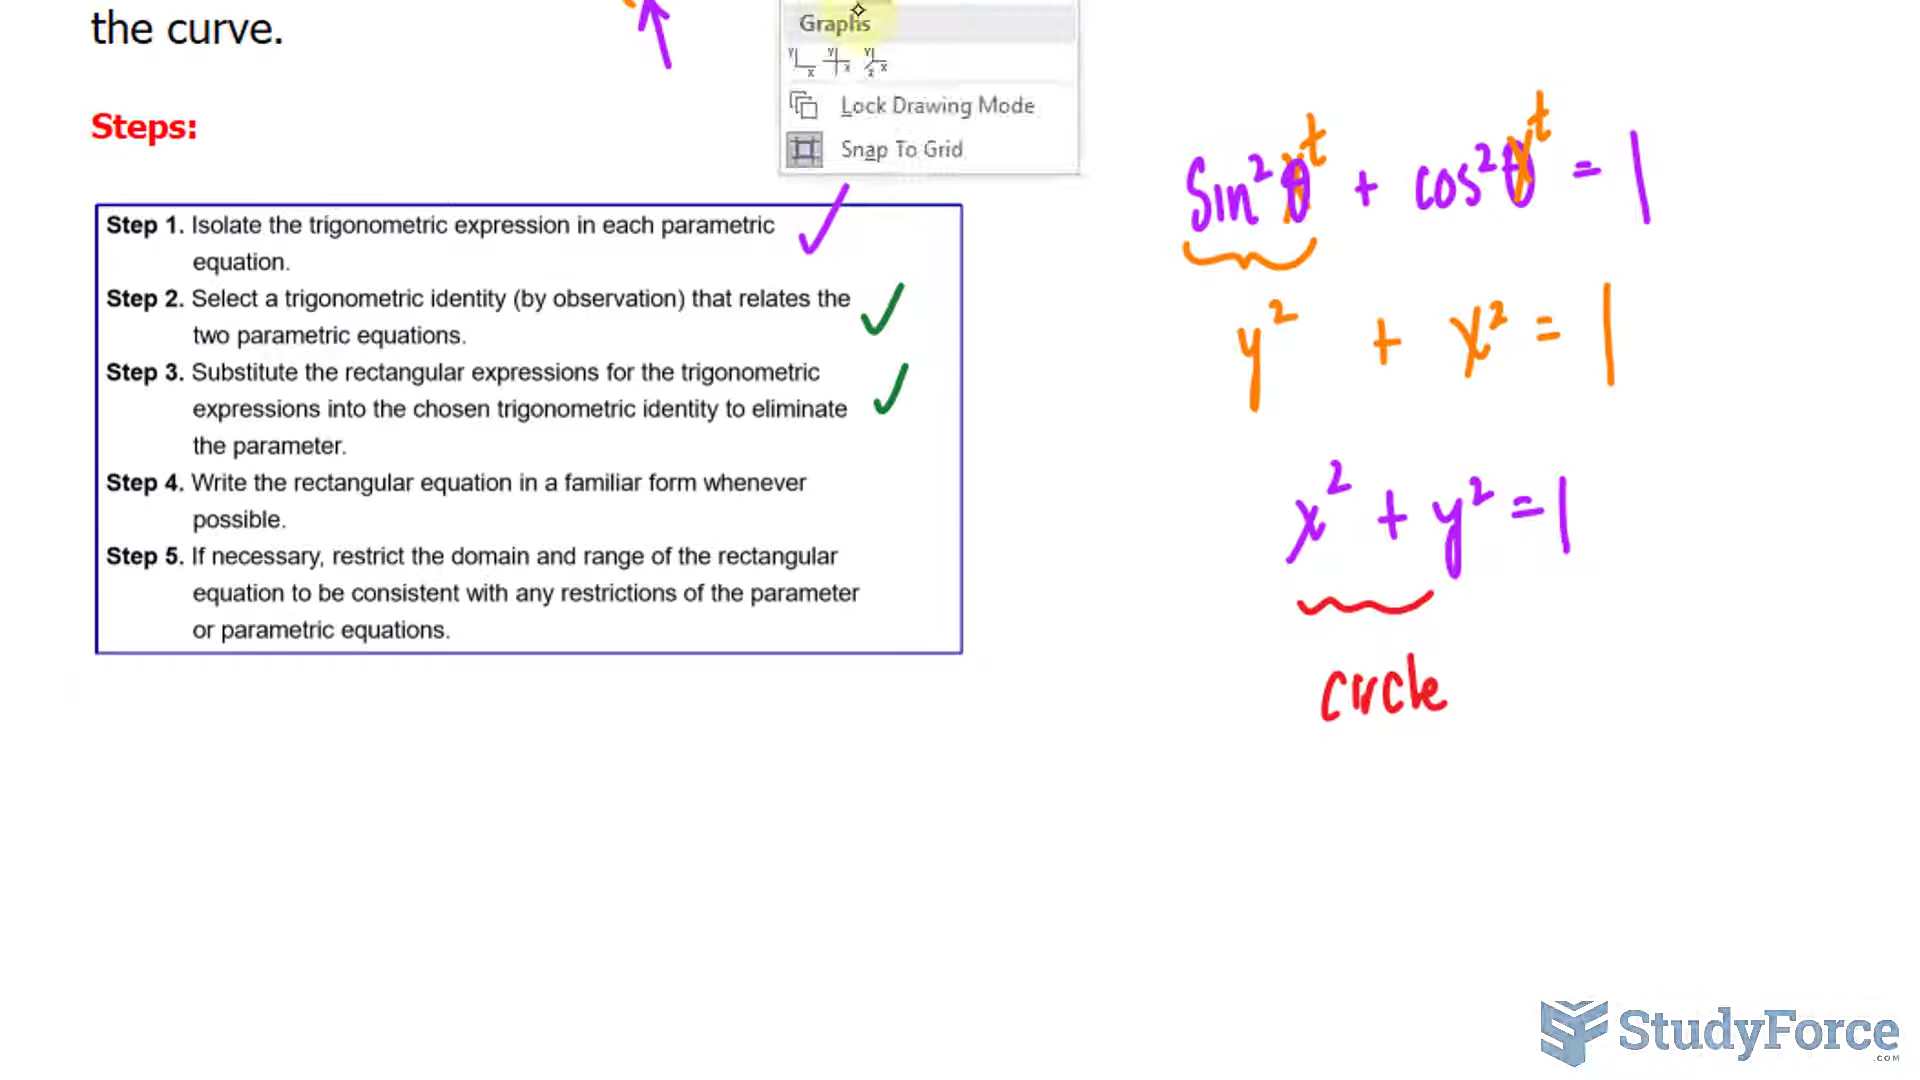 the curve.
Graphs
Lock Drawing Mode
Snap To Grid
Steps:
Step 1. Isolate the trigonometric expression in each parametric
equation.
Step 2. Select a trigonometric identity (by observation) that relates the
two parametric equations.
Step 3. Substitute the rectangular expressions for the trigonometric
expressions into the chosen trigonometric identity to eliminate
the parameter.
Step 4. Write the rectangular equation in a familiar form whenever
possible.
Step 5. If necessary, restrict the domain and range of the rectangular
equation to be consistent with any restrictions of the parameter
or parametric equations.
sin²θ t + cos²θ t = 1
y² + x² = 1
x² + y² = 1
circle
StudyForce
.COM